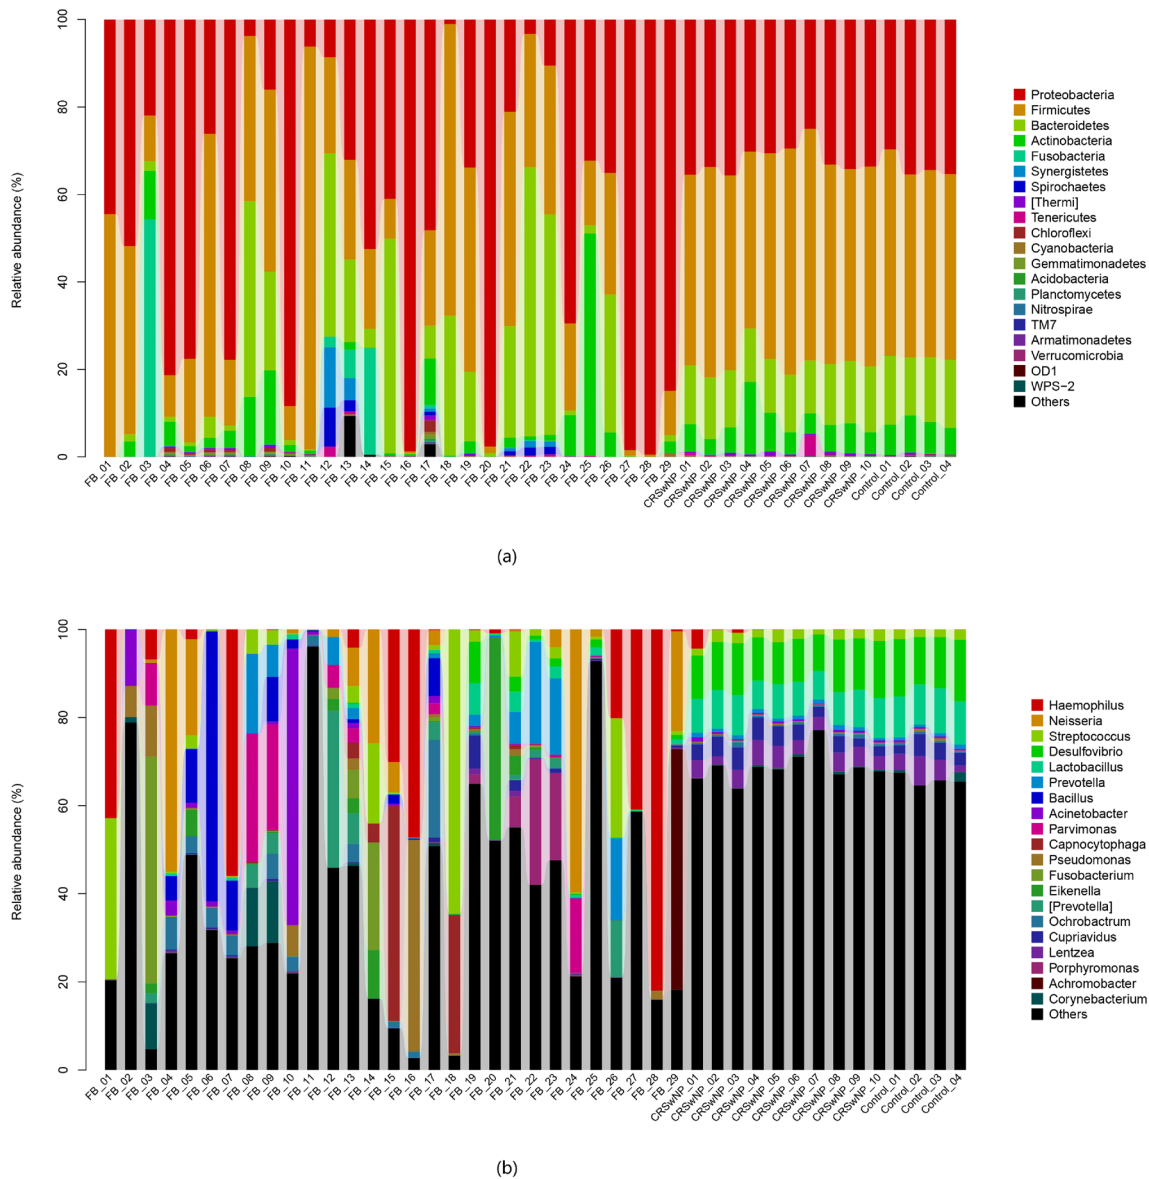 100
80
60
40
20
0
Relative abundance (%)
Proteobacteria
Firmicutes
Bacteroidetes
Actinobacteria
Fusobacteria
Synergistetes
Spirochaetes
[Thermi]
Tenericutes
Chloroflexi
Cyanobacteria
Gemmatimonadetes
Acidobacteria
Planctomycetes
Nitrospirae
TM7
Armatimonadetes
Verrucomicrobia
OD1
WPS−2
Others
FB_01
FB_02
FB_03
FB_04
FB_05
FB_06
FB_07
FB_08
FB_09
FB_10
FB_11
FB_12
FB_13
FB_14
FB_15
FB_16
FB_17
FB_18
FB_19
FB_20
FB_21
FB_22
FB_23
FB_24
FB_25
FB_26
FB_27
FB_28
FB_29
CRSwNP_01
CRSwNP_02
CRSwNP_03
CRSwNP_04
CRSwNP_05
CRSwNP_06
CRSwNP_07
CRSwNP_08
CRSwNP_09
CRSwNP_10
Control_01
Control_02
Control_03
Control_04
(a)
100
80
60
40
20
0
Relative abundance (%)
Haemophilus
Neisseria
Streptococcus
Desulfovibrio
Lactobacillus
Prevotella
Bacillus
Acinetobacter
Parvimonas
Capnocytophaga
Pseudomonas
Fusobacterium
Eikenella
[Prevotella]
Ochrobactrum
Cupriavidus
Lentzea
Porphyromonas
Achromobacter
Corynebacterium
Others
FB_01
FB_02
FB_03
FB_04
FB_05
FB_06
FB_07
FB_08
FB_09
FB_10
FB_11
FB_12
FB_13
FB_14
FB_15
FB_16
FB_17
FB_18
FB_19
FB_20
FB_21
FB_22
FB_23
FB_24
FB_25
FB_26
FB_27
FB_28
FB_29
CRSwNP_01
CRSwNP_02
CRSwNP_03
CRSwNP_04
CRSwNP_05
CRSwNP_06
CRSwNP_07
CRSwNP_08
CRSwNP_09
CRSwNP_10
Control_01
Control_02
Control_03
Control_04
(b)